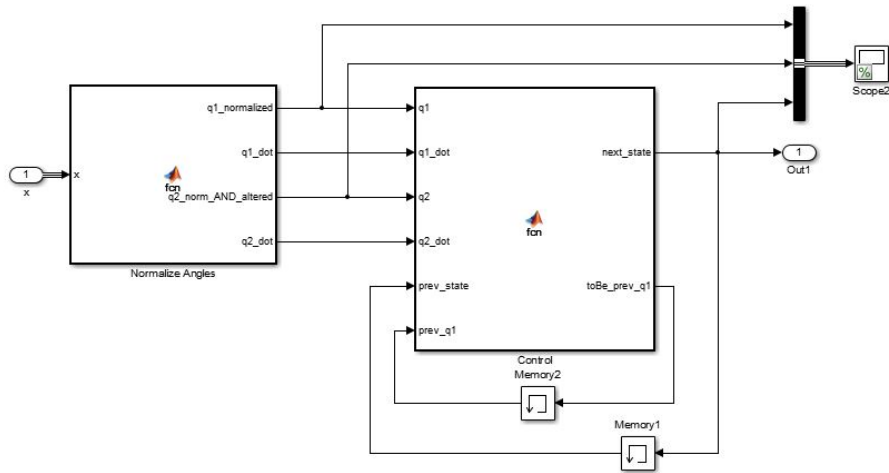 1
x
x
fcn
q1_normalized
q1_dot
q2_norm_AND_altered
q2_dot
Normalize Angles
q1
q1_dot
q2
q2_dot
prev_state
prev_q1
fcn
next_state
toBe_prev_q1
Control
Memory2
Memory1
%
Scope2
1
Out1